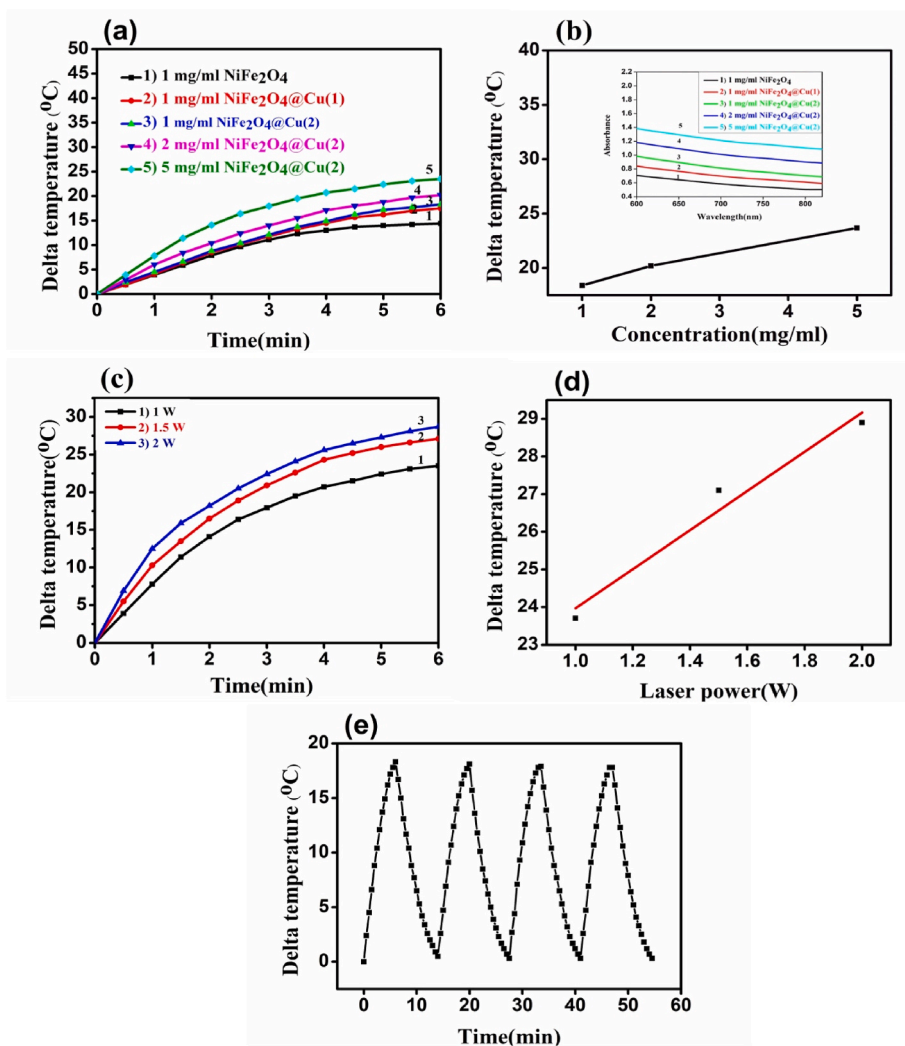 (a)
Delta temperature (⁰C)
50
45
40
35
30
25
20
15
10
5
0
1) 1 mg/ml NiFe₂O₄
2) 1 mg/ml NiFe₂O₄@Cu(1)
3) 1 mg/ml NiFe₂O₄@Cu(2)
4) 2 mg/ml NiFe₂O₄@Cu(2)
5) 5 mg/ml NiFe₂O₄@Cu(2)
5
4
3
1
0 1 2 3 4 5 6
Time(min)
(b)
Delta temperature (⁰C)
40
36
32
28
24
20
Absorbance
2.2
2.0
1.8
1.6
1.4
1.2
1.0
0.8
0.6
0.4
1) 1 mg/ml NiFe₂O₄
2) 1 mg/ml NiFe₂O₄@Cu(1)
3) 1 mg/ml NiFe₂O₄@Cu(2)
4) 2 mg/ml NiFe₂O₄@Cu(2)
5) 5 mg/ml NiFe₂O₄@Cu(2)
5
4
3
2
1
600 650 700 750 800
Wavelength(nm)
1 2 3 4 5
Concentration(mg/ml)
(c)
Delta temperature(⁰C)
30
25
20
15
10
5
0
1) 1 W
2) 1.5 W
3) 2 W
3
2
1
0 1 2 3 4 5 6
Time(min)
(d)
Delta temperature (⁰C)
29
28
27
26
25
24
23
1.0 1.2 1.4 1.6 1.8 2.0
Laser power(W)
(e)
Delta temperature (⁰C)
20
15
10
5
0
0 10 20 30 40 50 60
Time(min)